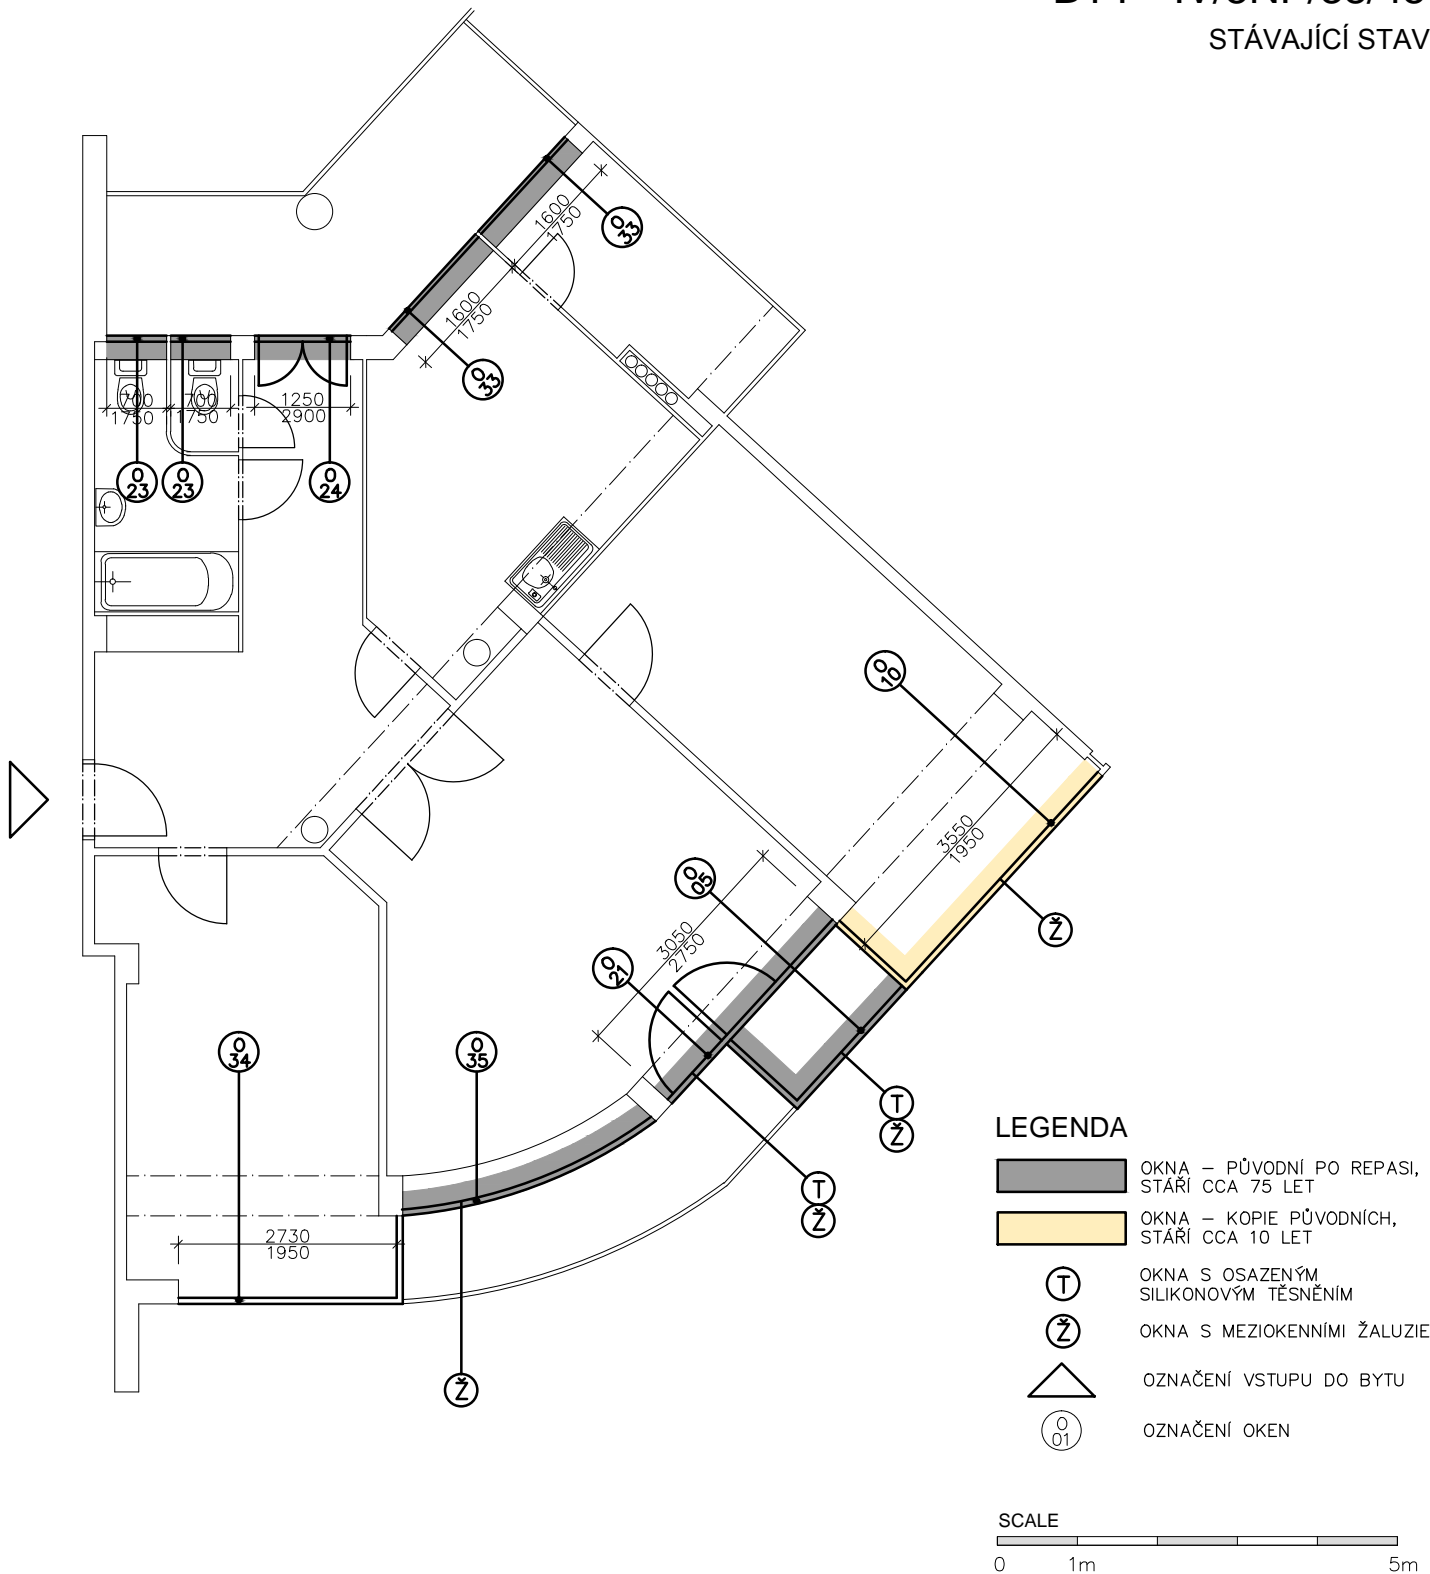 STÁVAJÍCÍ STAV
O
33
1600
1750
1600
1750
O
33
700
1750
700
1750
1250
2900
O
23
O
23
O
24
O
10
3550
1950
O
05
Ž
3050
2750
O
21
O
34
O
35
T
Ž
T
Ž
2730
1950
Ž
LEGENDA
OKNA – PŮVODNÍ PO REPASI,
STÁŘÍ CCA 75 LET
OKNA – KOPIE PŮVODNÍCH,
STÁŘÍ CCA 10 LET
T
OKNA S OSAZENÝM
SILIKONOVÝM TĚSNĚNÍM
Ž
OKNA S MEZIOKENNÍMI ŽALUZIE
OZNAČENÍ VSTUPU DO BYTU
O
01
OZNAČENÍ OKEN
SCALE
0 1m 5m